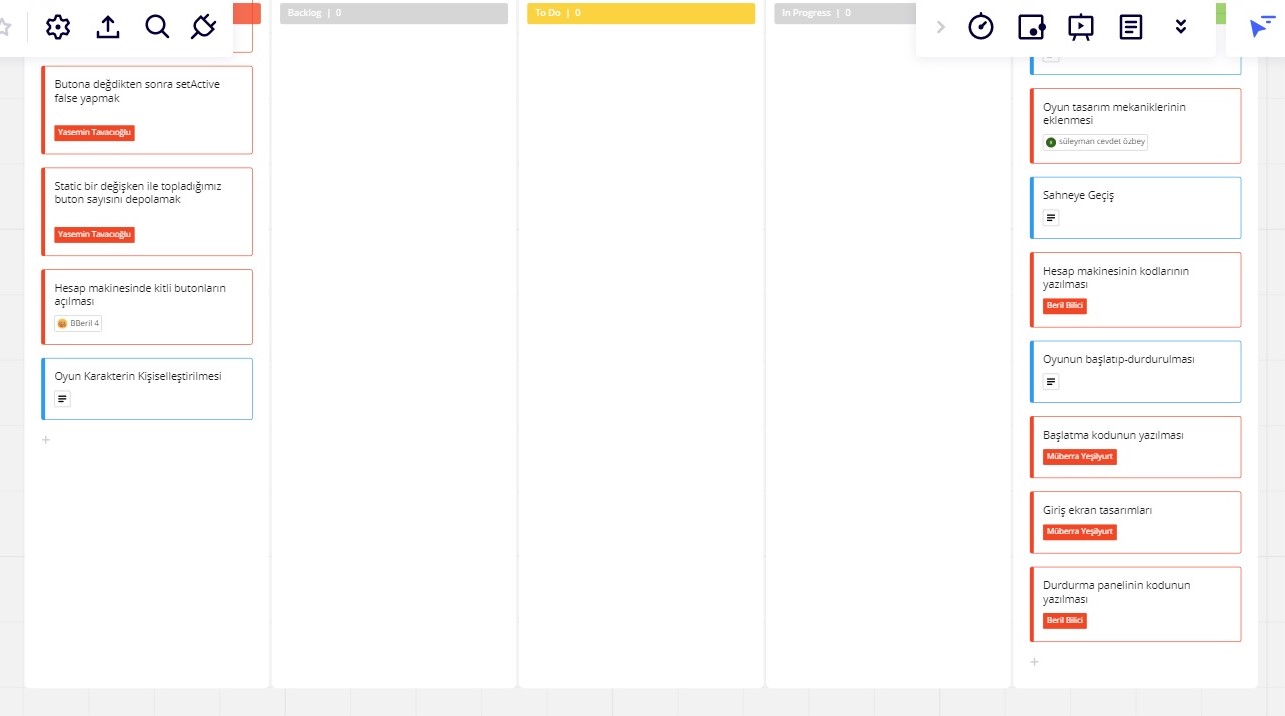 Backlog | 0
To Do | 0
In Progress | 0
Butona değdikten sonra setActive
false yapmak
Yasemin Tavacıoğlu
Static bir değişken ile topladığımız
buton sayısını depolamak
Yasemin Tavacıoğlu
Hesap makinesinde kitli butonların
açılması
BBeril 4
Oyun Karakterin Kişiselleştirilmesi
+
Oyun tasarım mekaniklerinin
eklenmesi
süleyman cevdet özbey
Sahneye Geçiş
Hesap makinesinin kodlarının
yazılması
Beril Bilici
Oyunun başlatıp-durdurulması
Başlatma kodunun yazılması
Müberra Yeşilyurt
Giriş ekran tasarımları
Müberra Yeşilyurt
Durdurma panelinin kodunun
yazılması
Beril Bilici
+